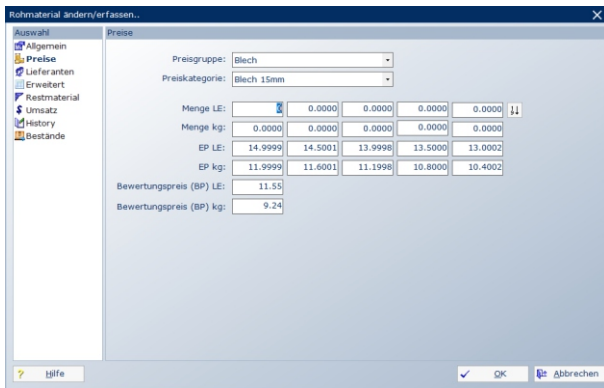 Rohmaterial ändern/erfassen..
Auswahl
Allgemein
Preise
Lieferanten
Erweitert
Restmaterial
Umsatz
History
Bestände
Preise
Preisgruppe: Blech
Preiskategorie: Blech 15mm
Menge LE: 0 0.0000 0.0000 0.0000 0.0000
Menge kg: 0.0000 0.0000 0.0000 0.0000 0.0000
EP LE: 14.9999 14.5001 13.9998 13.5000 13.0002
EP kg: 11.9999 11.6001 11.1998 10.8000 10.4002
Bewertungspreis (BP) LE: 11.55
Bewertungspreis (BP) kg: 9.24
? Hilfe
OK
Abbrechen